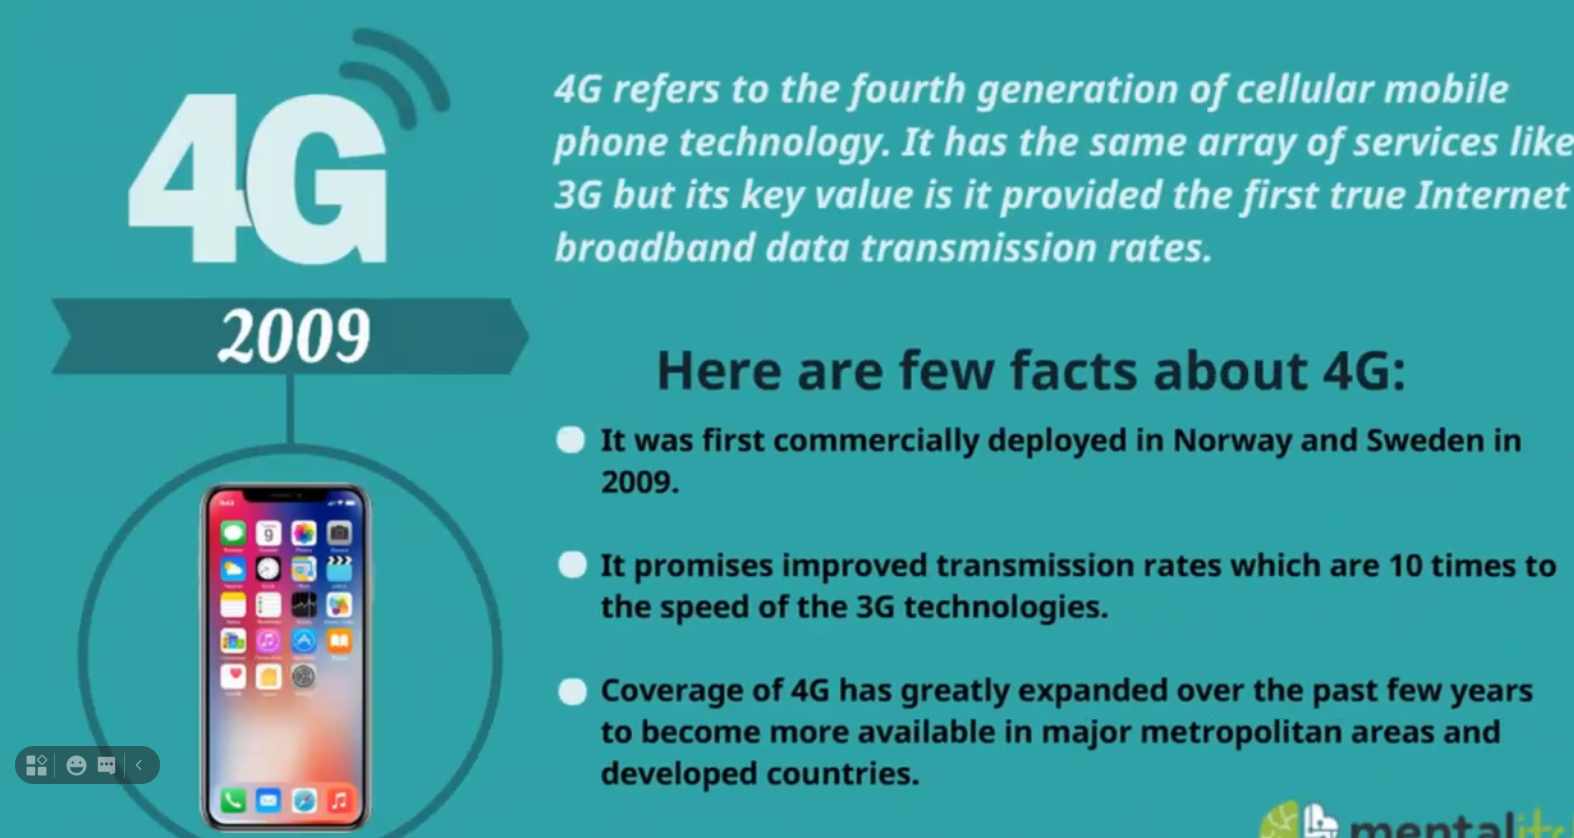 4G
2009
4G refers to the fourth generation of cellular mobile
phone technology. It has the same array of services like
3G but its key value is it provided the first true Internet
broadband data transmission rates.
Here are few facts about 4G:
It was first commercially deployed in Norway and Sweden in
2009.
It promises improved transmission rates which are 10 times to
the speed of the 3G technologies.
Coverage of 4G has greatly expanded over the past few years
to become more available in major metropolitan areas and
developed countries.
9